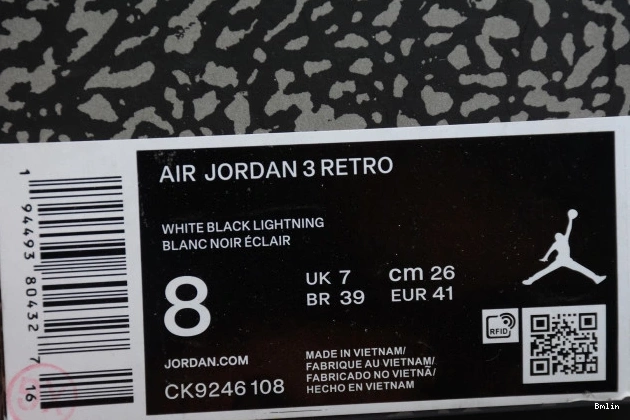 AIR JORDAN 3 RETRO
WHITE BLACK LIGHTNING
BLANC NOIR ÉCLAIR
8
UK 7
cm 26
BR 39
EUR 41
JORDAN.COM
CK9246 108
MADE IN VIETNAM/
FABRIQUE AU VIETNAM/
FABRICADO NO VIETNÃ/
HECHO EN VIETNAM
RFID
1 94493 80432 7 16
Bmlin